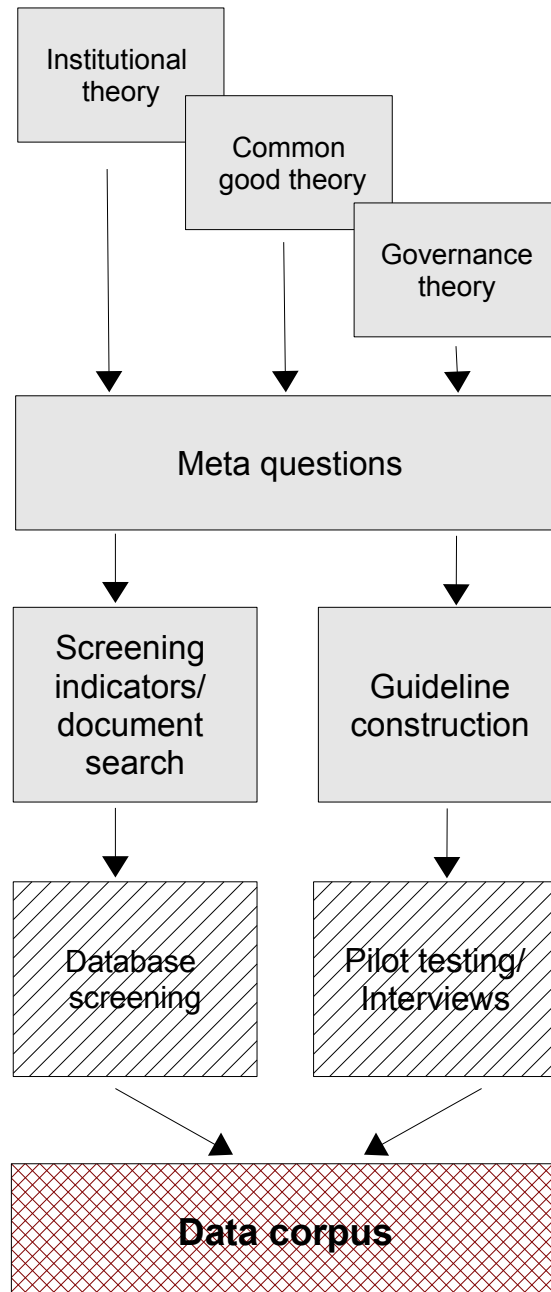 Institutional
theory
Common
good theory
Governance
theory
Meta questions
Screening
indicators/
document
search
Guideline
construction
Database
screening
Pilot testing/
Interviews
Data corpus